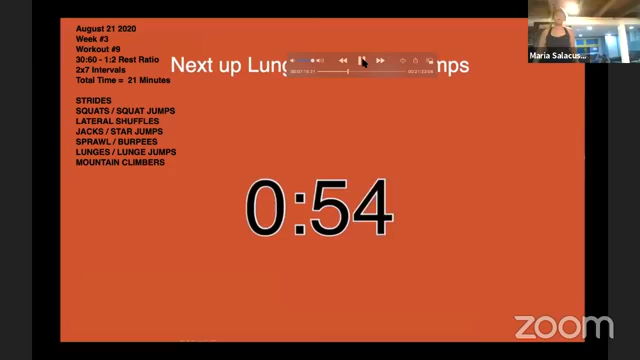 August 21 2020
Week #3
Workout #9
30:60 - 1:2 Rest Ratio
2x7 Intervals
Total Time = 21 Minutes
STRIDES
SQUATS / SQUAT JUMPS
LATERAL SHUFFLES
JACKS / STAR JUMPS
SPRAWL / BURPEES
LUNGES / LUNGE JUMPS
MOUNTAIN CLIMBERS
Next up
0:54
Maria Salacus...
zoom